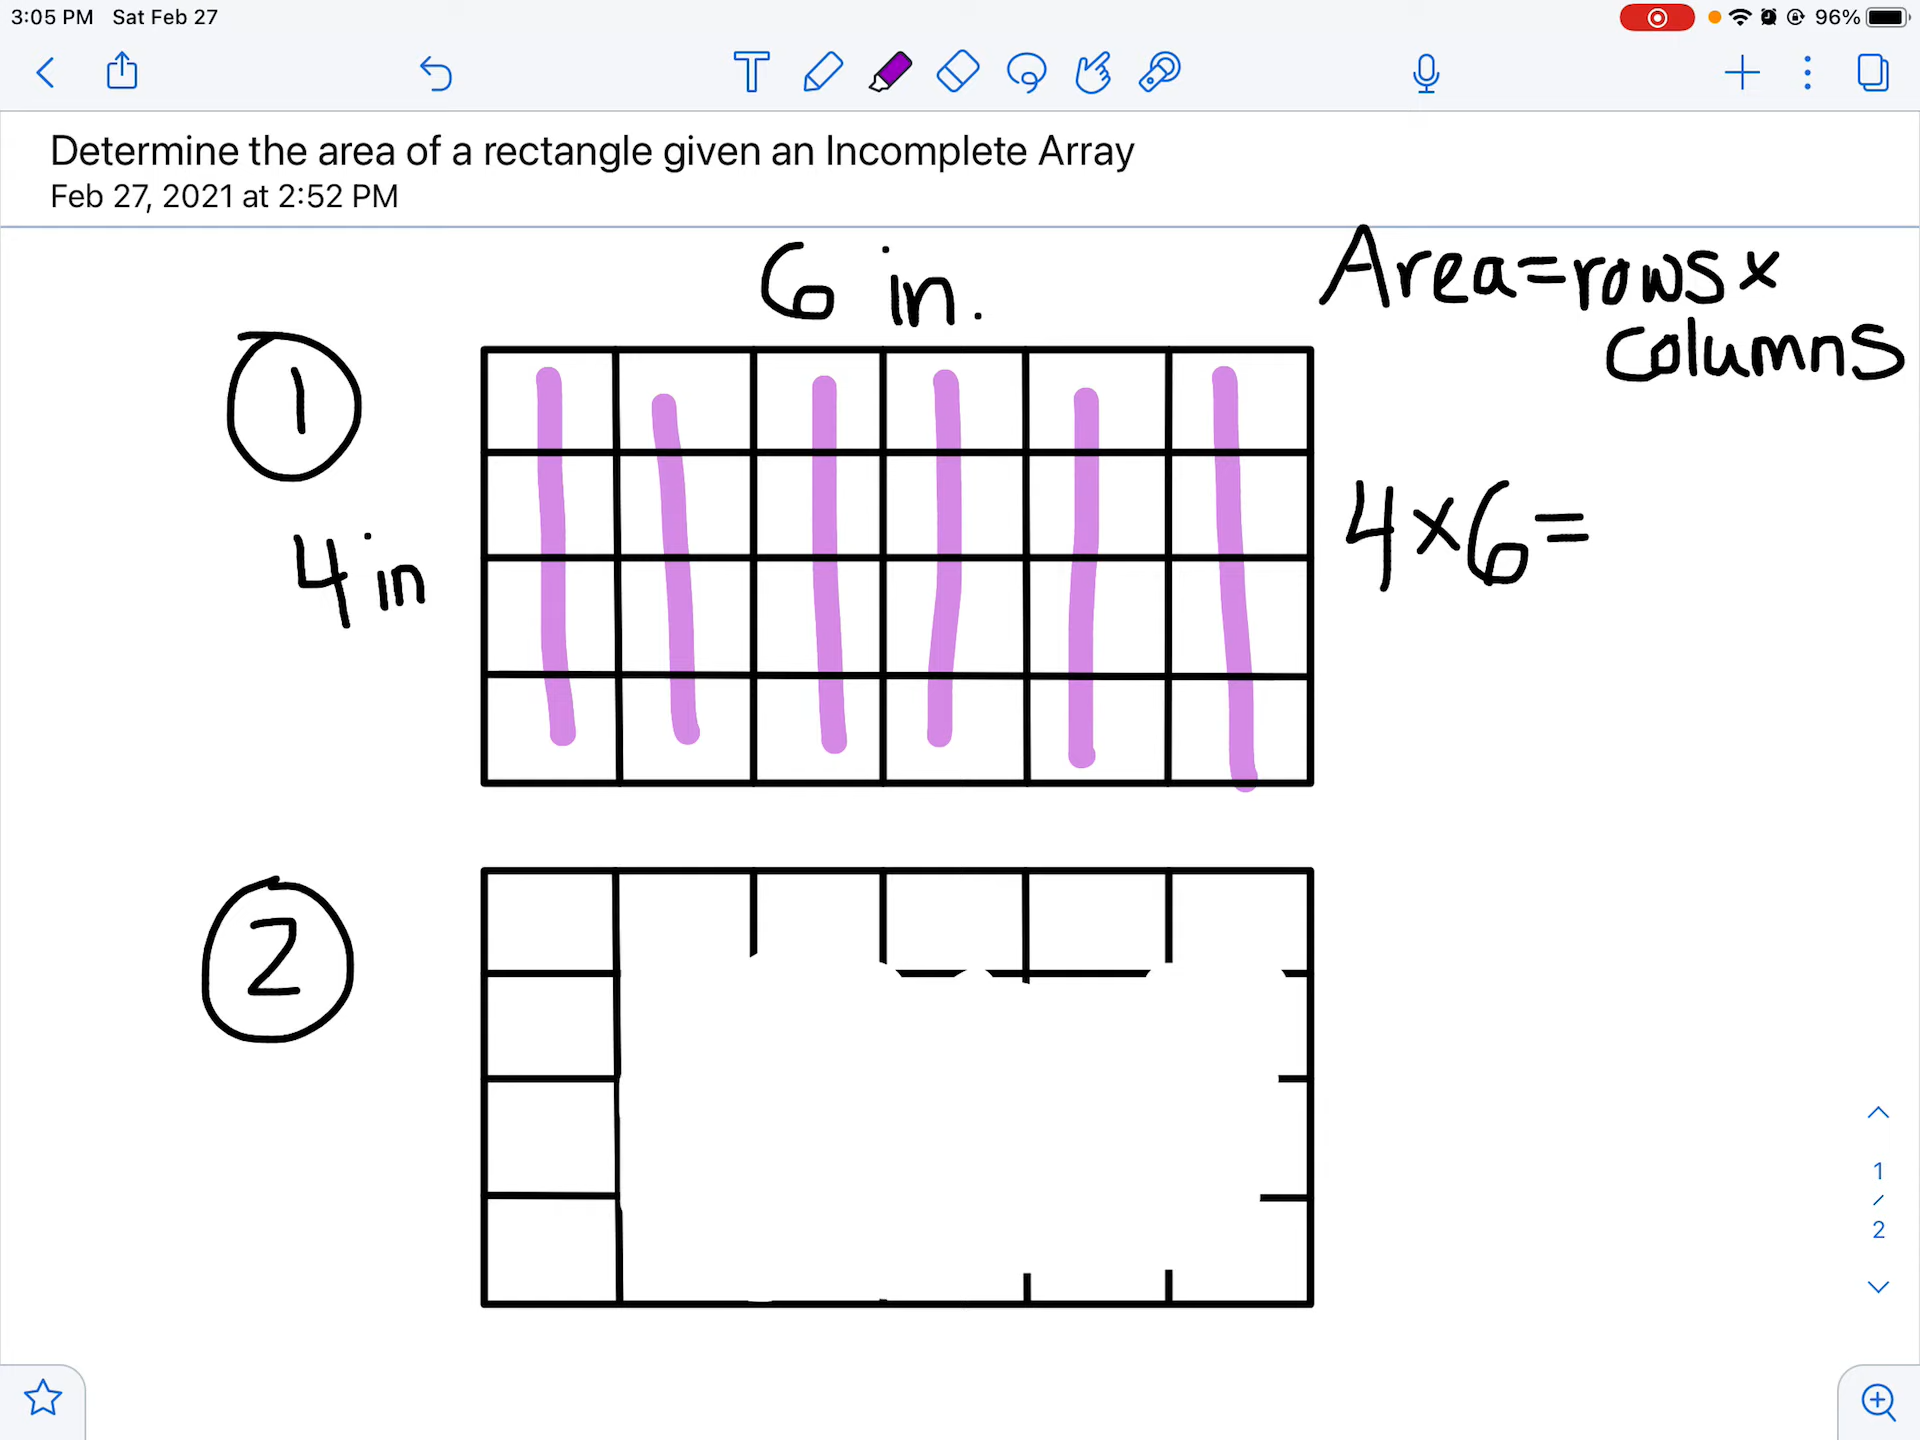 3:05 PM Sat Feb 27
96%
T
Determine the area of a rectangle given an Incomplete Array
Feb 27, 2021 at 2:52 PM
6 in.
Area=rows x
columns
1
4 in
4x6=
2
1
/
2